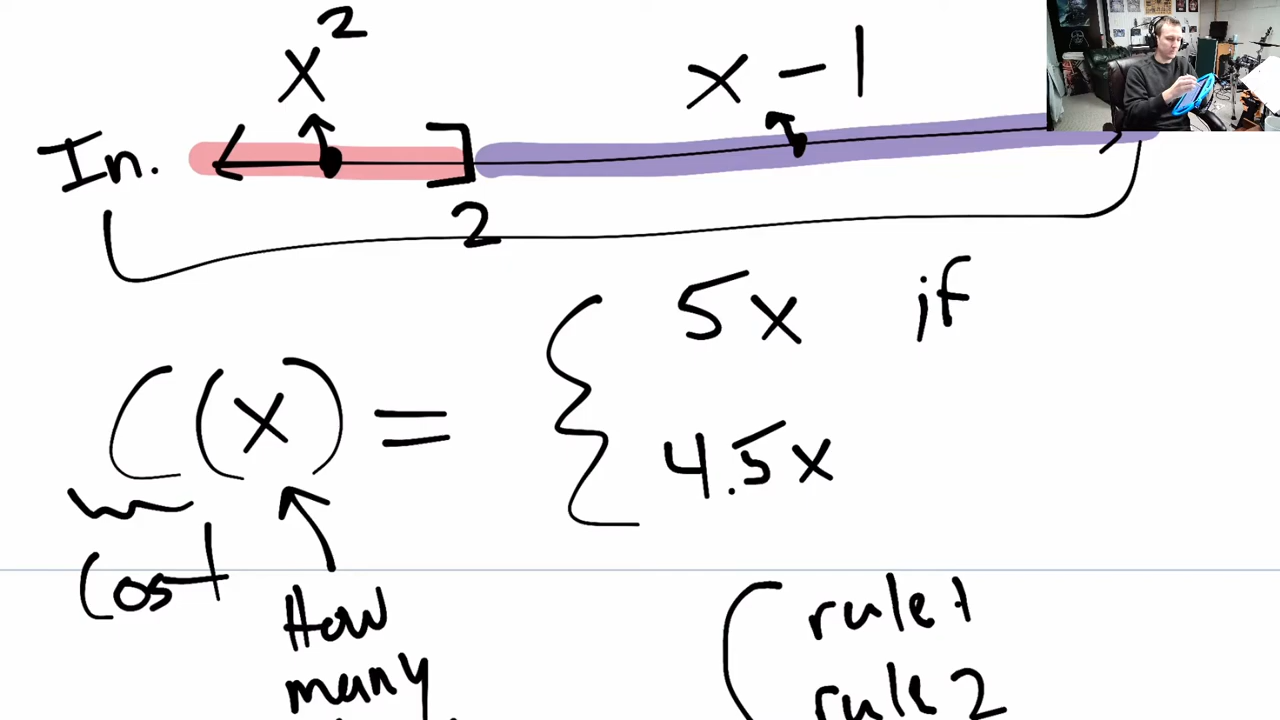 x² x - 1
In.
2
C(x) = { 5x if
4.5x
Cost
How
many
rule 1
rule 2